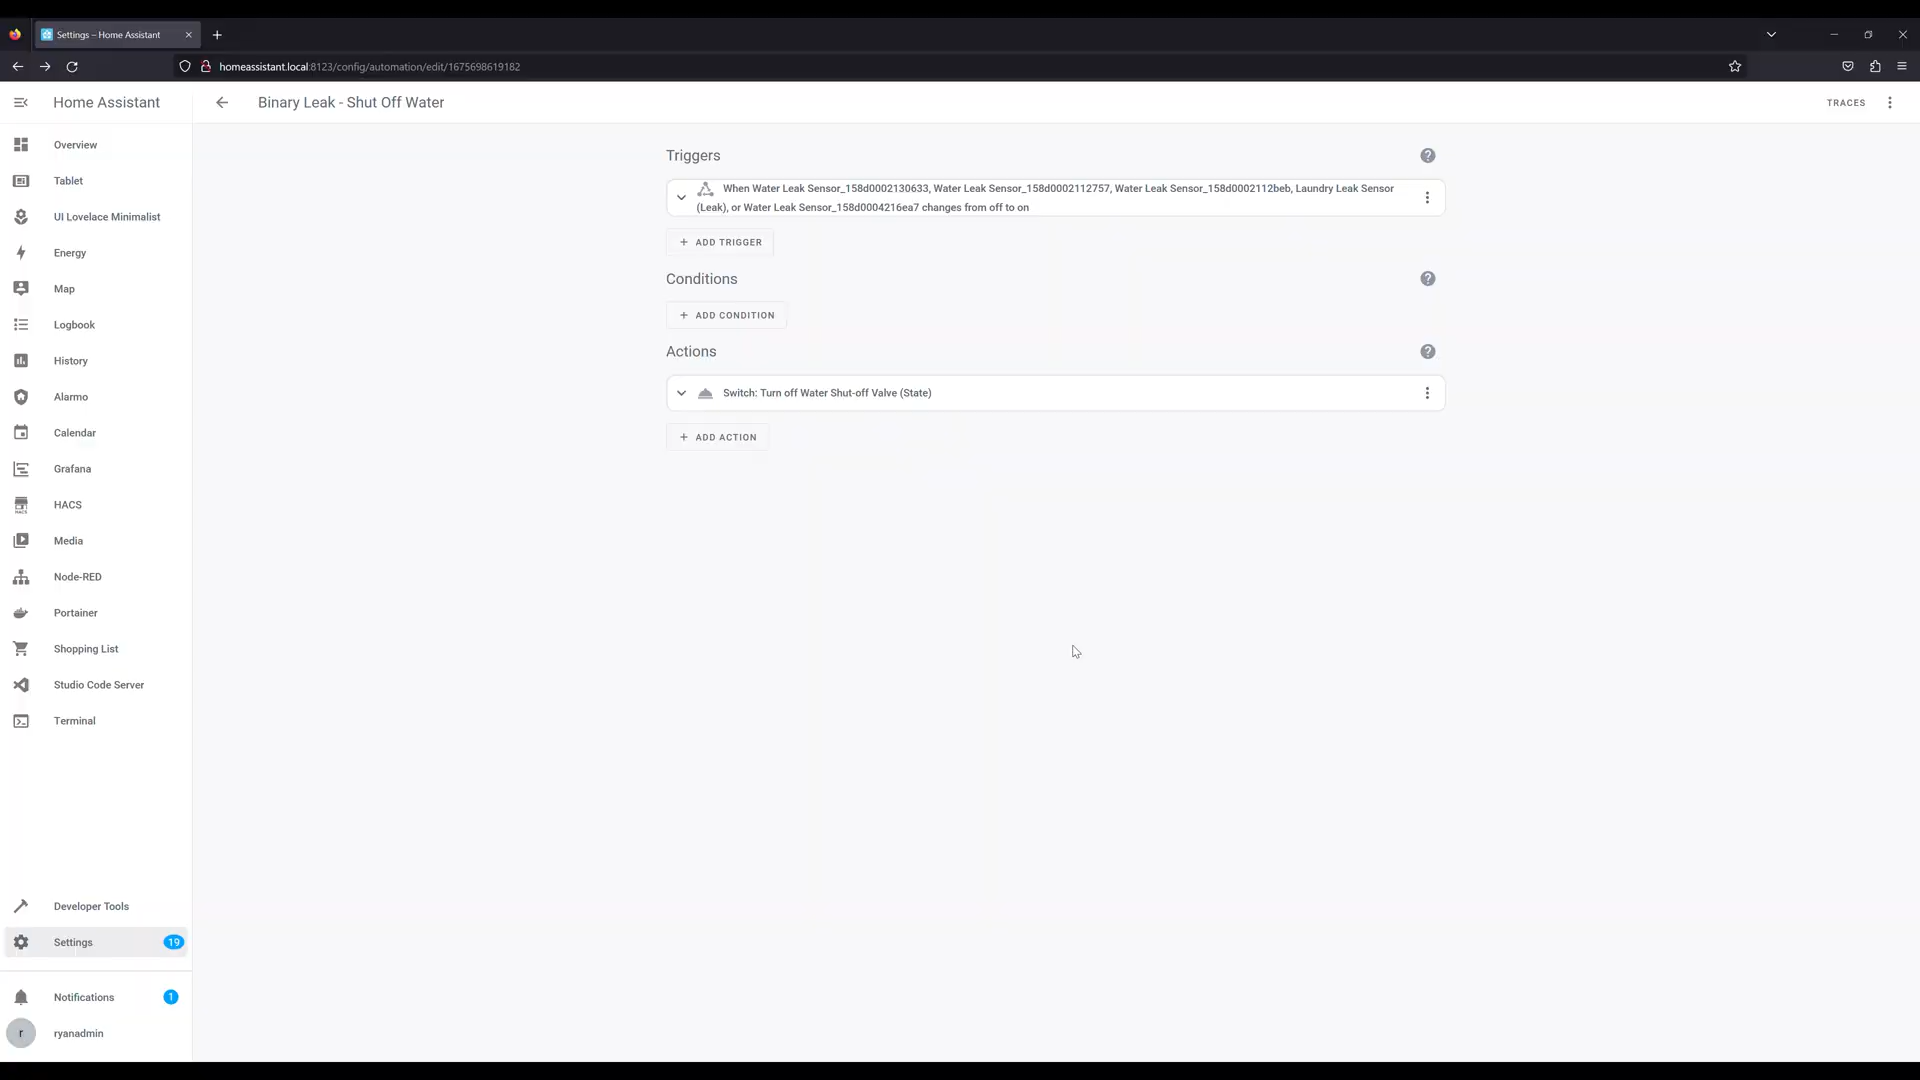 Settings – Home Assistant
homeassistant.local:8123/config/automation/edit/1675698619182
Home Assistant
Binary Leak - Shut Off Water
TRACES
Overview
Tablet
UI Lovelace Minimalist
Energy
Map
Logbook
History
Alarmo
Calendar
Grafana
HACS
HACS
Media
Node-RED
Portainer
Shopping List
Studio Code Server
Terminal
Developer Tools
Settings 19
Notifications 1
r ryanadmin
Triggers
When Water Leak Sensor_158d0002130633, Water Leak Sensor_158d0002112757, Water Leak Sensor_158d0002112beb, Laundry Leak Sensor
(Leak), or Water Leak Sensor_158d0004216ea7 changes from off to on
+ ADD TRIGGER
Conditions
+ ADD CONDITION
Actions
Switch: Turn off Water Shut-off Valve (State)
+ ADD ACTION